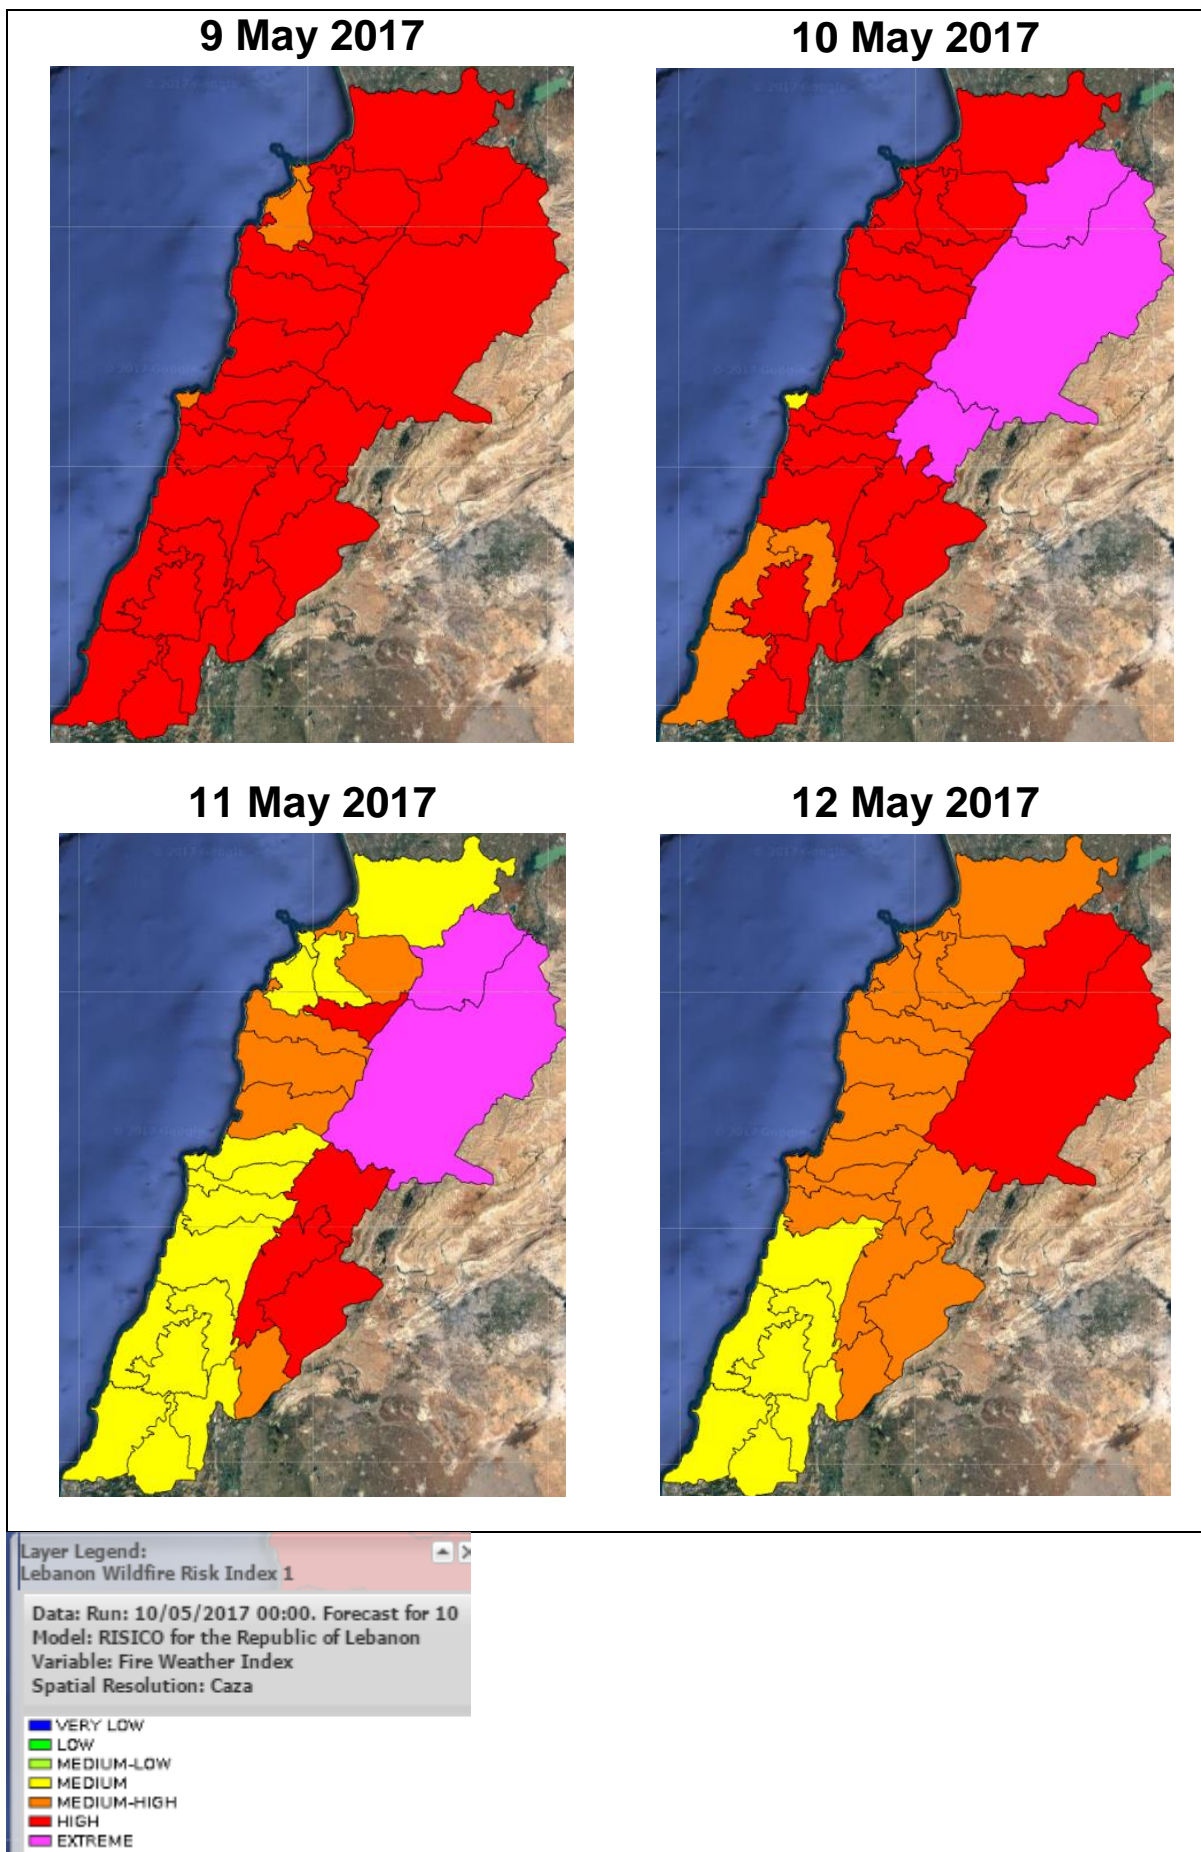 9 May 2017
10 May 2017
© 2017 Google
11 May 2017
12 May 2017
Layer Legend:
Lebanon Wildfire Risk Index 1
Data: Run: 10/05/2017 00:00. Forecast for 10
Model: RISICO for the Republic of Lebanon
Variable: Fire Weather Index
Spatial Resolution: Caza
VERY LOW
LOW
MEDIUM-LOW
MEDIUM
MEDIUM-HIGH
HIGH
EXTREME